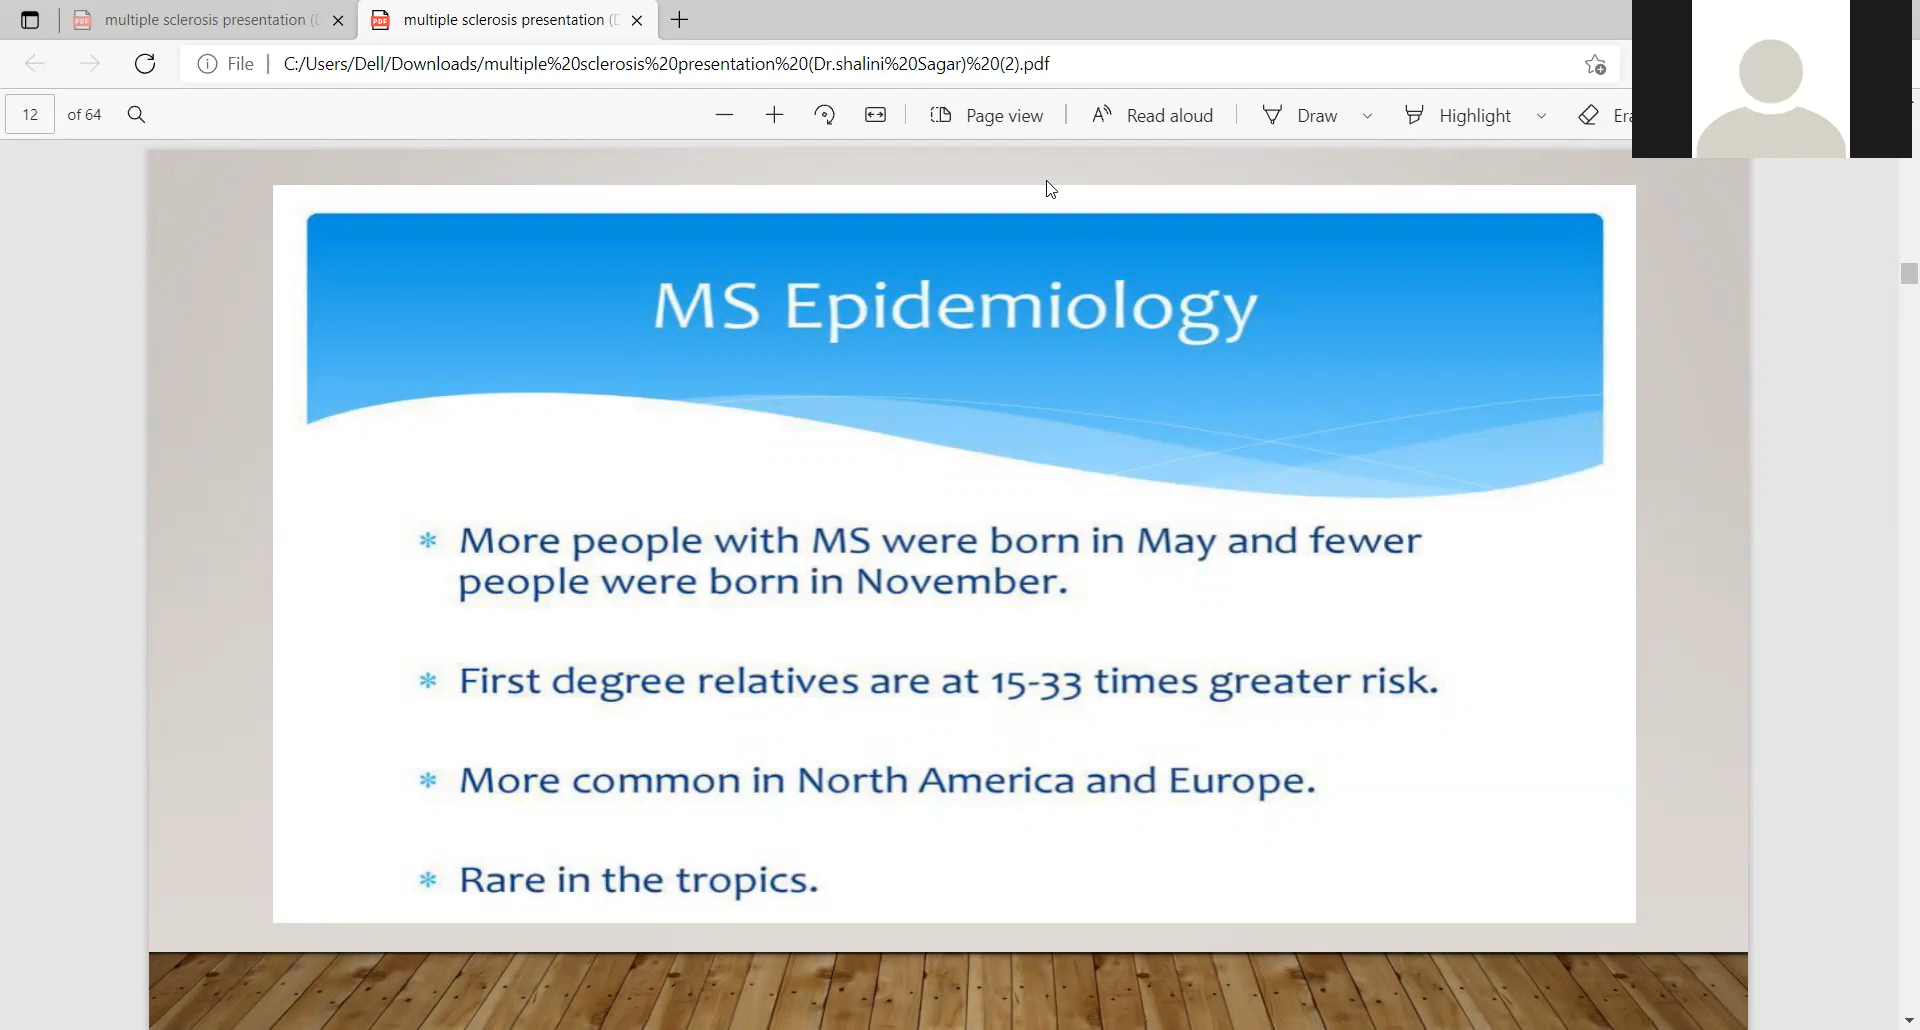 multiple sclerosis presentation (
multiple sclerosis presentation (
File
C:/Users/Dell/Downloads/multiple%20sclerosis%20presentation%20(Dr.shalini%20Sagar)%20(2).pdf
12 of 64
Page view
Read aloud
Draw
Highlight
PDF
PDF
MS Epidemiology
* More people with MS were born in May and fewer
people were born in November.
* First degree relatives are at 15-33 times greater risk.
* More common in North America and Europe.
* Rare in the tropics.